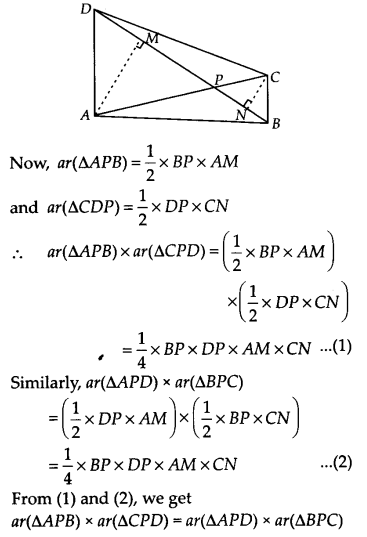 D
M
C
P
A
N
B
Now, ar(ΔAPB) = 1/2 × BP × AM
and ar(ΔCDP) = 1/2 × DP × CN
∴ ar(ΔAPB) × ar(ΔCPD) = (1/2 × BP × AM)
× (1/2 × DP × CN)
= 1/4 × BP × DP × AM × CN ...(1)
Similarly, ar(ΔAPD) × ar(ΔBPC)
= (1/2 × DP × AM) × (1/2 × BP × CN)
= 1/4 × BP × DP × AM × CN ...(2)
From (1) and (2), we get
ar(ΔAPB) × ar(ΔCPD) = ar(ΔAPD) × ar(ΔBPC)